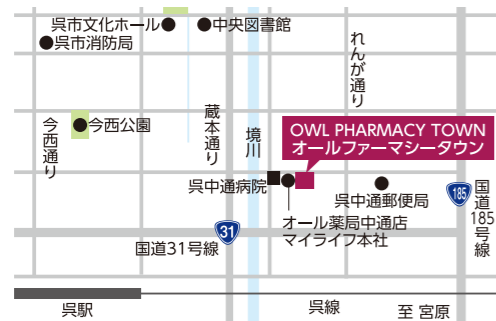 呉市文化ホール
中央図書館
呉市消防局
れんが通り
今西公園
今西通り
蔵本通り
境川
OWL PHARMACY TOWN
オールファーマシータウン
呉中通病院
呉中通郵便局
オール薬局中通店
マイライフ本社
185
国道185号線
31
国道31号線
呉駅
呉線
至 宮原